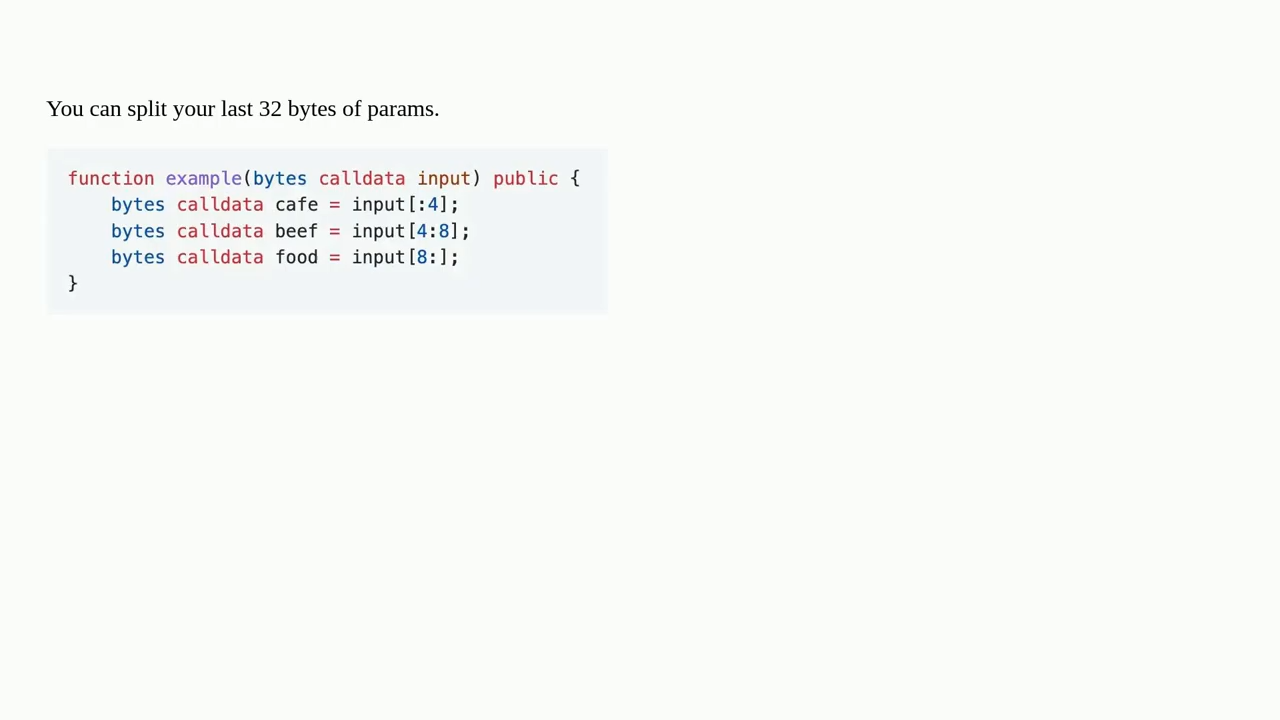 You can split your last 32 bytes of params.
function example(bytes calldata input) public {
    bytes calldata cafe = input[:4];
    bytes calldata beef = input[4:8];
    bytes calldata food = input[8:];
}